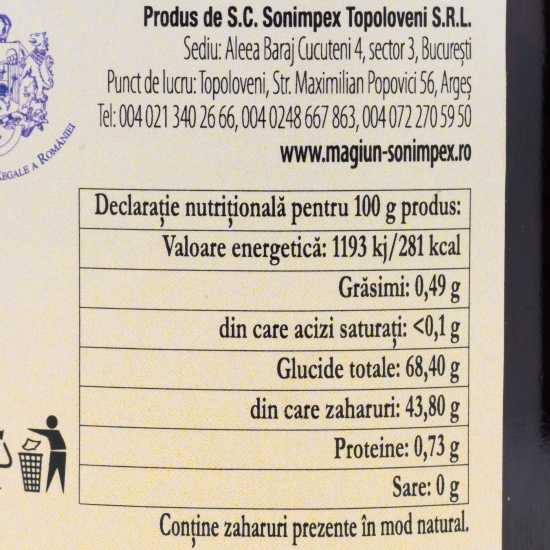 Produs de S.C. Sonimpex Topoloveni S.R.L.
Sediu: Aleea Baraj Cucuteni 4, sector 3, București
Punct de lucru: Topoloveni, Str. Maximilian Popovici 56, Argeș
Tel: 004 021 340 26 66, 004 0248 667 863, 004 072 270 59 50
www.magiun-sonimpex.ro
EGALE A ROMÂNIEI
Declarație nutrițională pentru 100 g produs:
Valoare energetică: 1193 kj/281 kcal
Grăsimi: 0,49 g
din care acizi saturați: <0,1 g
Glucide totale: 68,40 g
din care zaharuri: 43,80 g
Proteine: 0,73 g
Sare: 0 g
Conține zaharuri prezente în mod natural.